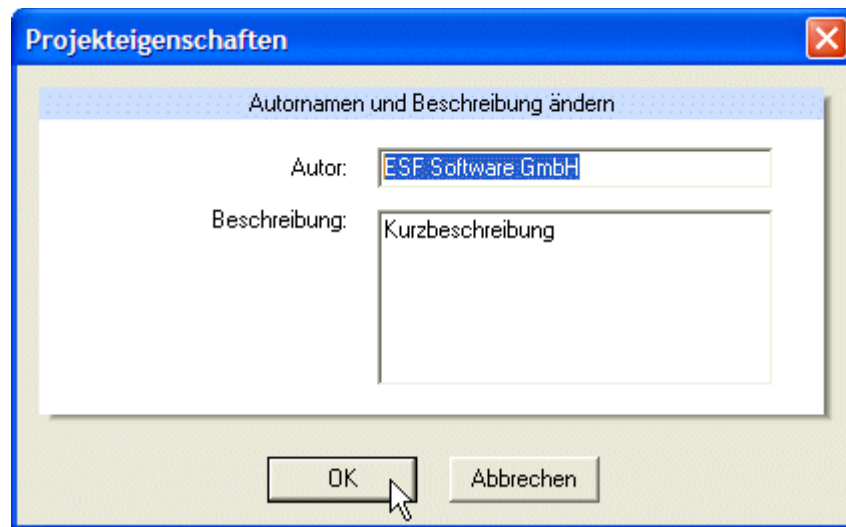 Projekteigenschaften
Autornamen und Beschreibung ändern
Autor: ESF Software GmbH
Beschreibung: Kurzbeschreibung
OK Abbrechen